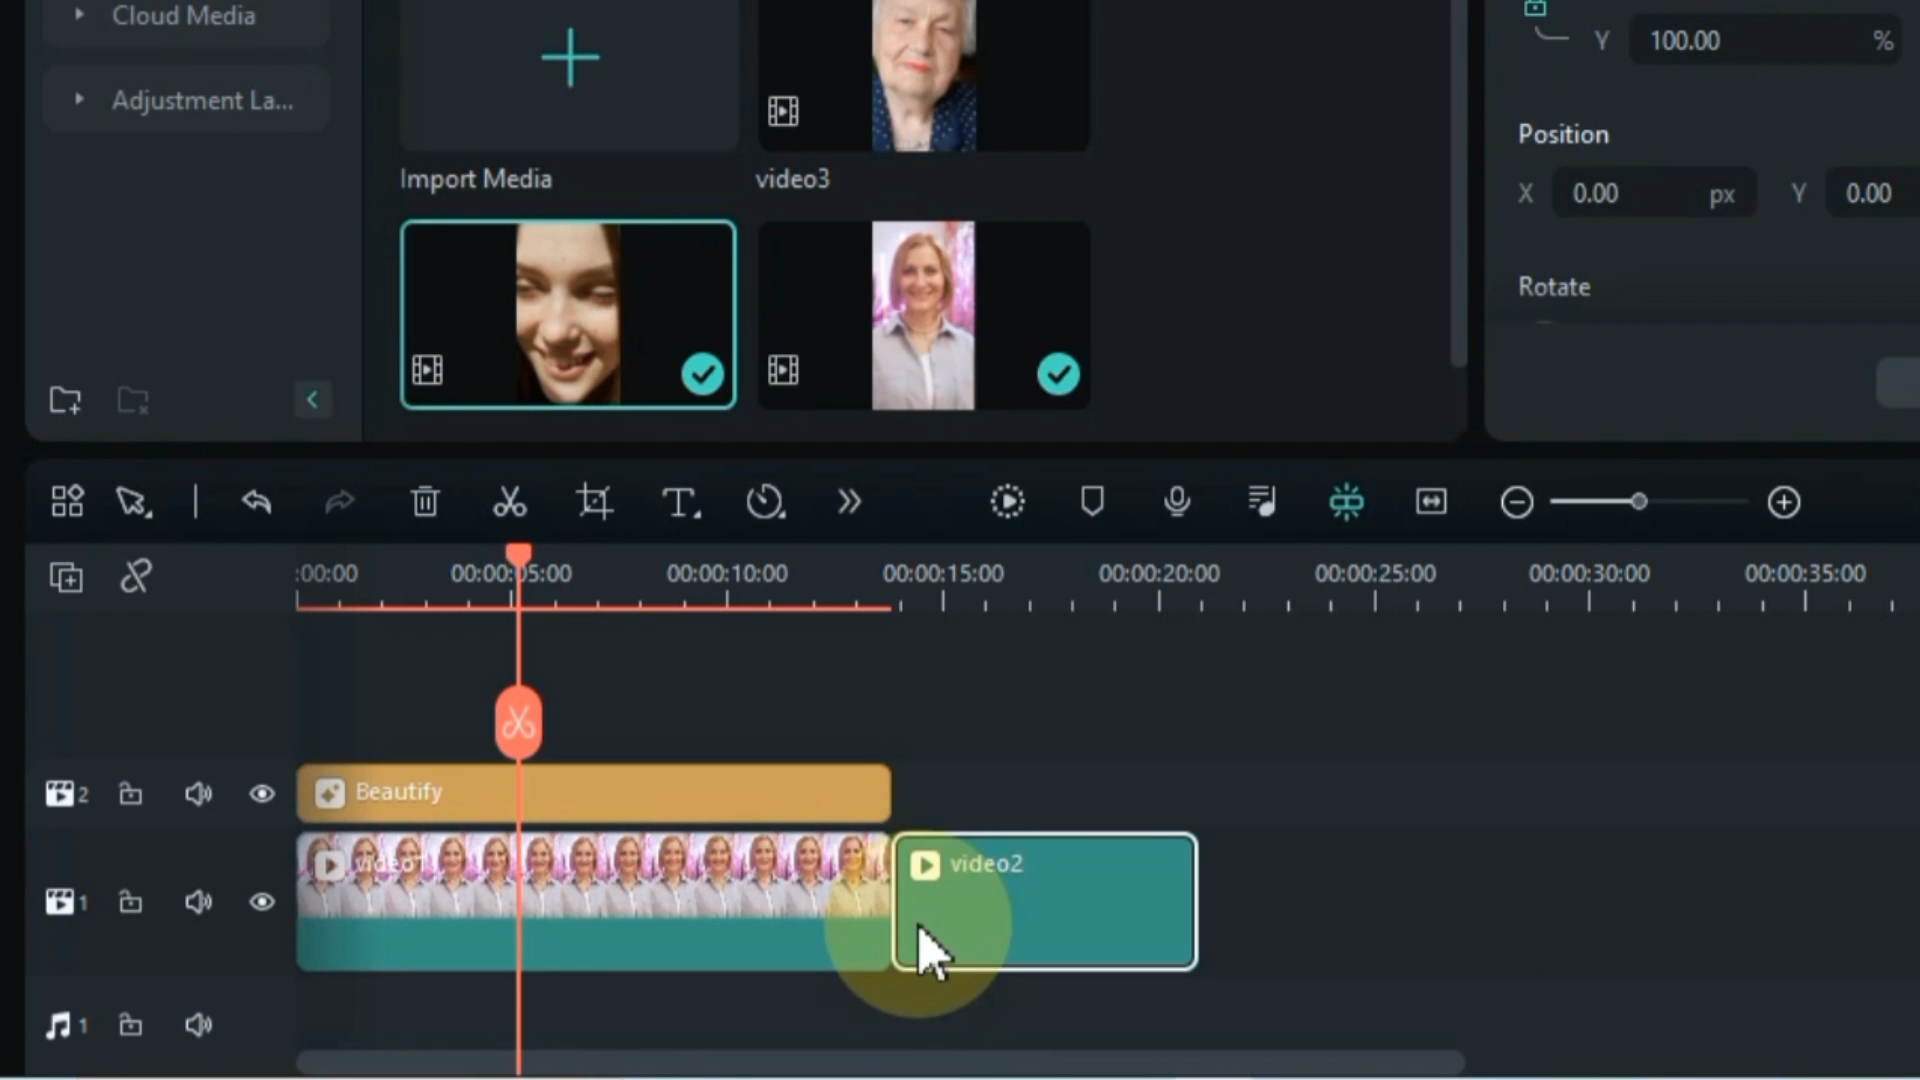 Cloud Media
Y 100.00 %
Adjustment La...
Position
Import Media
video3
X 0.00 px Y 0.00
Rotate
:00:00 00:00:05:00 00:00:10:00 00:00:15:00 00:00:20:00 00:00:25:00 00:00:30:00 00:00:35:00
2
Beautify
video1
video2
1
1